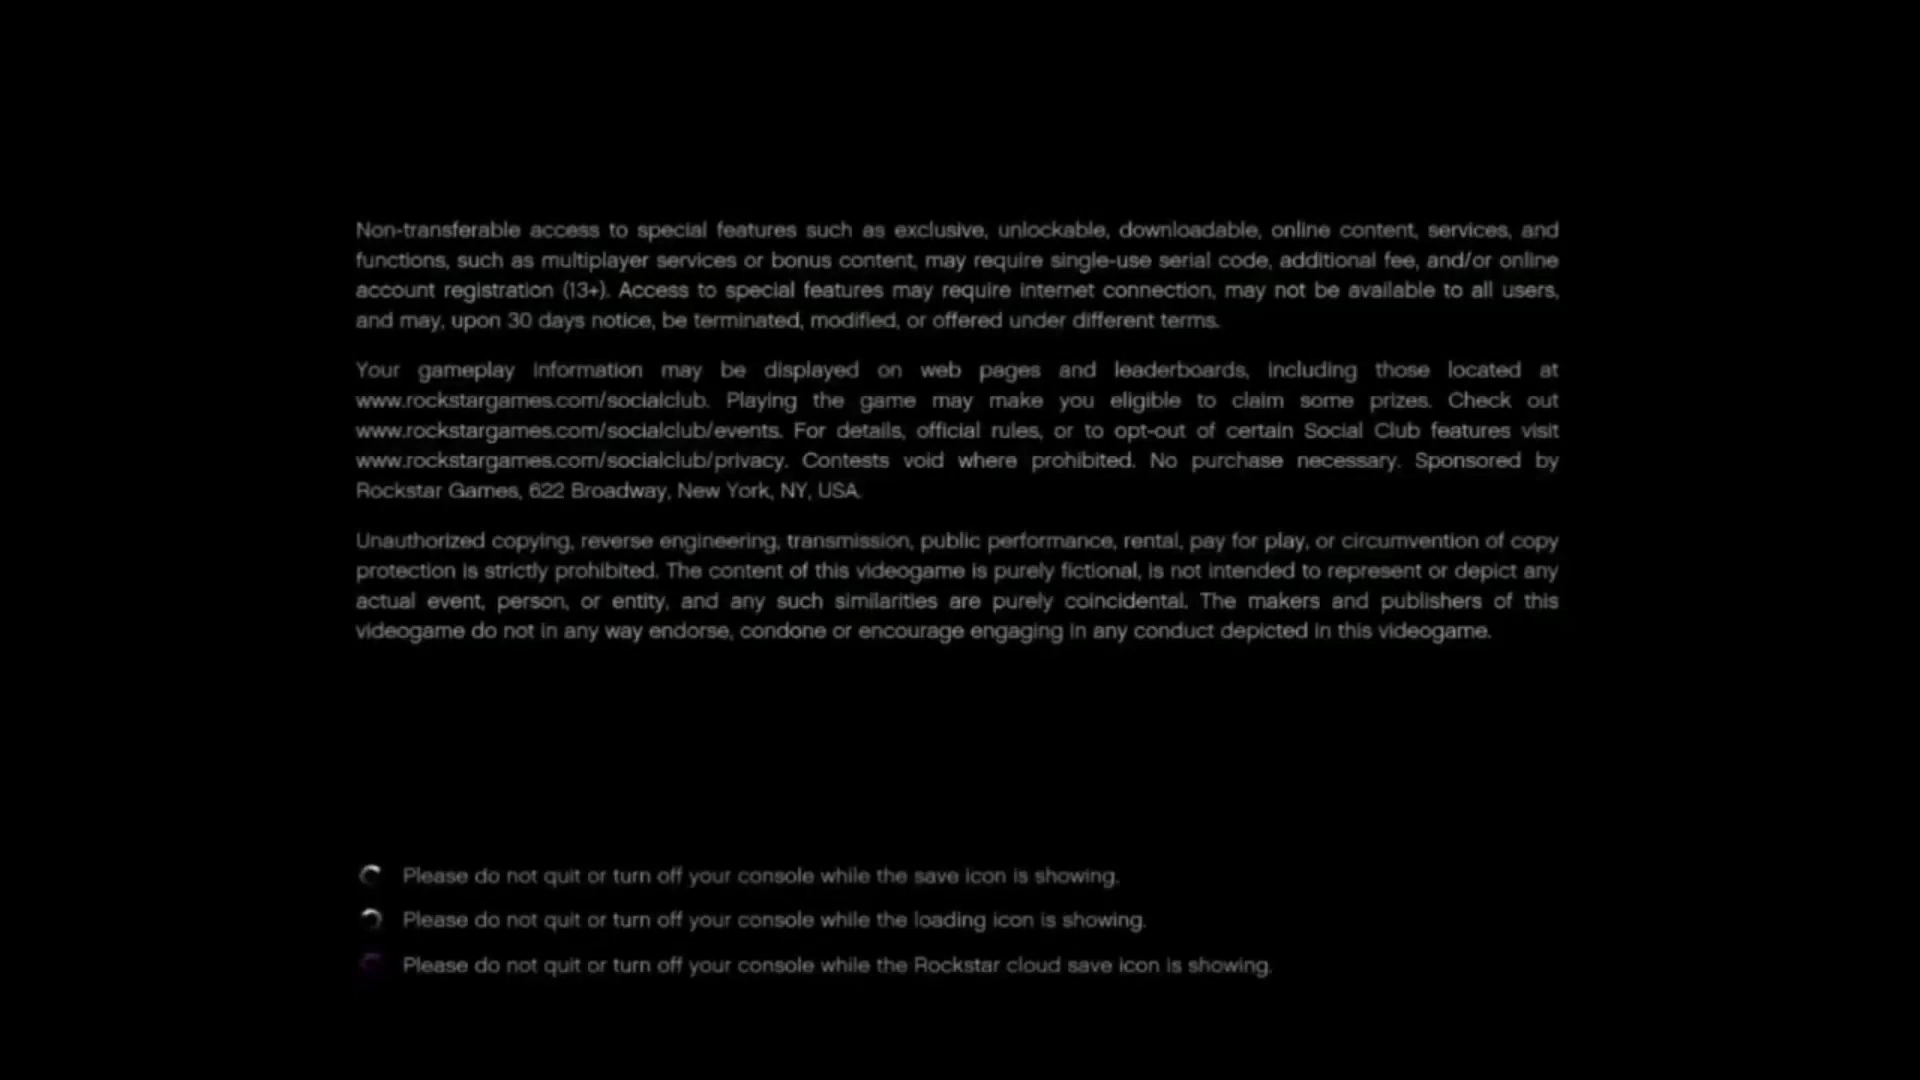 Non-transferable access to special features such as exclusive, unlockable, downloadable, online content, services, and
functions, such as multiplayer services or bonus content, may require single-use serial code, additional fee, and/or online
account registration (13+). Access to special features may require internet connection, may not be available to all users,
and may, upon 30 days notice, be terminated, modified, or offered under different terms.
Your gameplay information may be displayed on web pages and leaderboards, including those located at
www.rockstargames.com/socialclub. Playing the game may make you eligible to claim some prizes. Check out
www.rockstargames.com/socialclub/events. For details, official rules, or to opt-out of certain Social Club features visit
www.rockstargames.com/socialclub/privacy. Contests void where prohibited. No purchase necessary. Sponsored by
Rockstar Games, 622 Broadway, New York, NY, USA.
Unauthorized copying, reverse engineering, transmission, public performance, rental, pay for play, or circumvention of copy
protection is strictly prohibited. The content of this videogame is purely fictional, is not intended to represent or depict any
actual event, person, or entity, and any such similarities are purely coincidental. The makers and publishers of this
videogame do not in any way endorse, condone or encourage engaging in any conduct depicted in this videogame.
Please do not quit or turn off your console while the save icon is showing.
Please do not quit or turn off your console while the loading icon is showing.
Please do not quit or turn off your console while the Rockstar cloud save icon is showing.